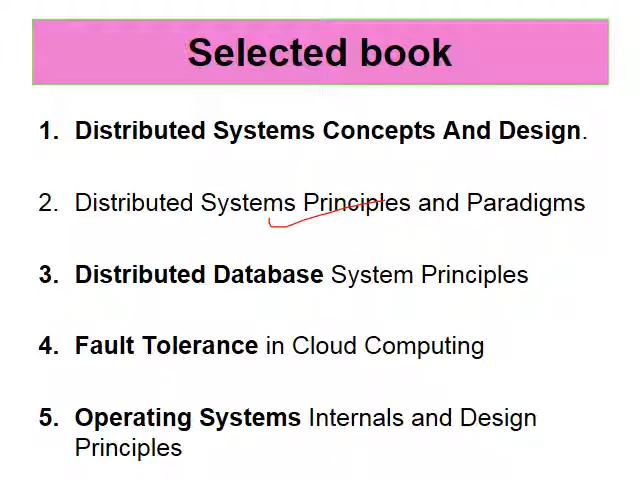 Selected book
1. Distributed Systems Concepts And Design.
2. Distributed Systems Principles and Paradigms
3. Distributed Database System Principles
4. Fault Tolerance in Cloud Computing
5. Operating Systems Internals and Design
Principles